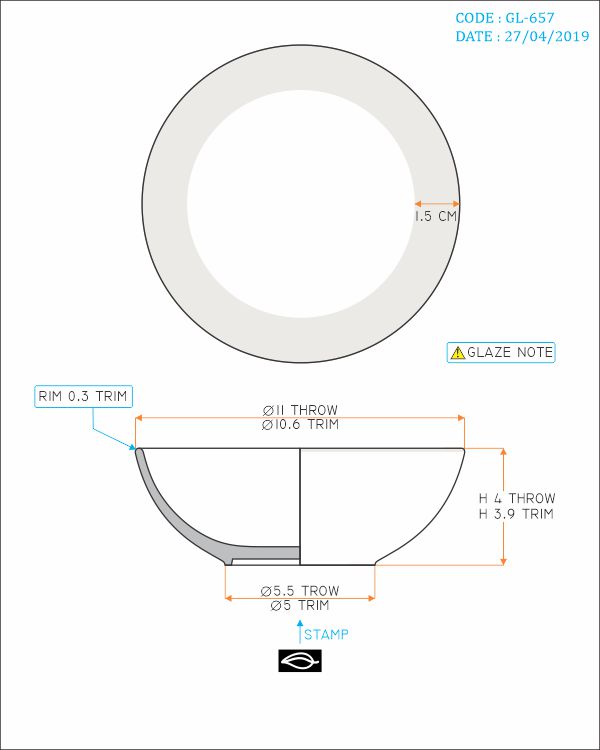 CODE : GL-657
DATE : 27/04/2019
1.5 CM
GLAZE NOTE
RIM 0.3 TRIM
Ø11 THROW
Ø10.6 TRIM
H 4 THROW
H 3.9 TRIM
Ø5.5 TROW
Ø5 TRIM
STAMP